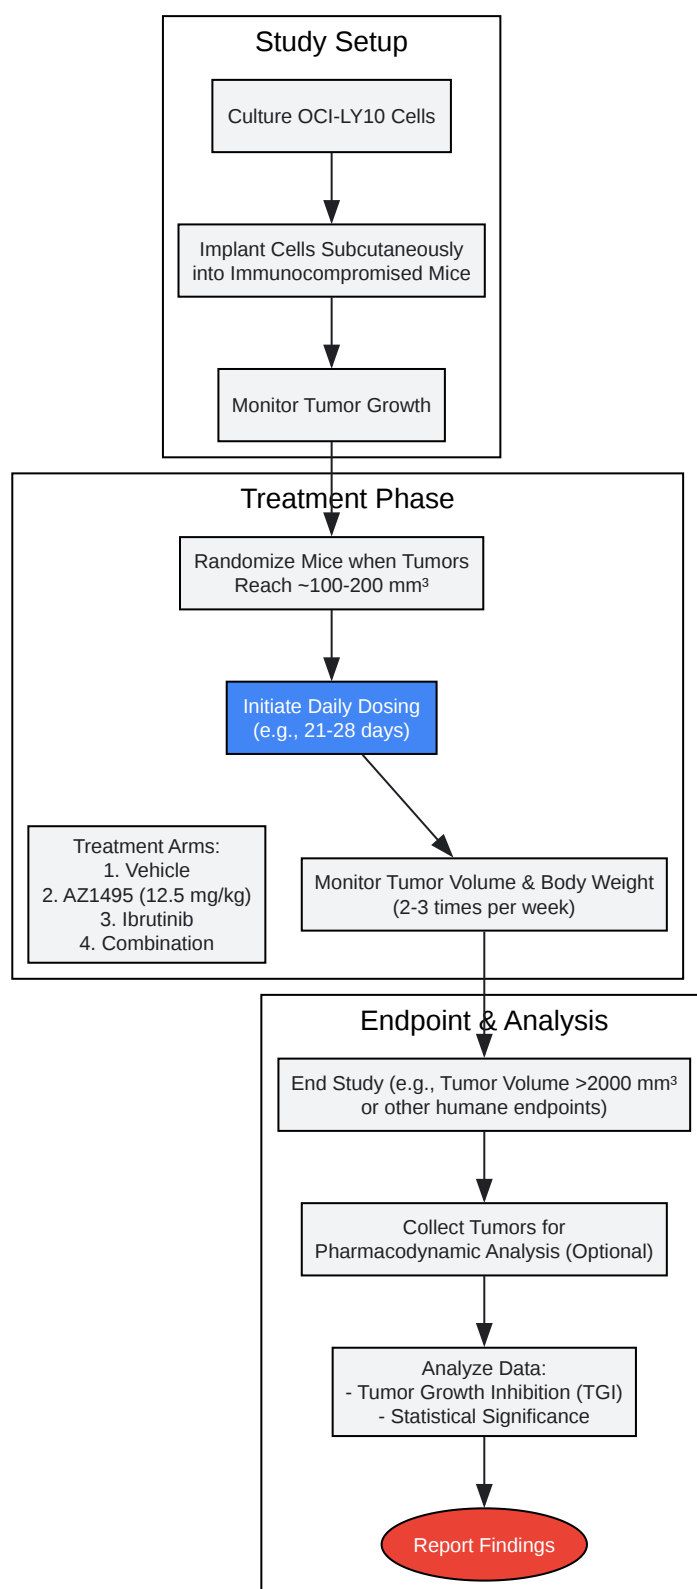 Study Setup
Culture OCI-LY10 Cells
Implant Cells Subcutaneously
into Immunocompromised Mice
Monitor Tumor Growth
Treatment Phase
Randomize Mice when Tumors
Reach ~100-200 mm³
Initiate Daily Dosing
(e.g., 21-28 days)
Treatment Arms:
1. Vehicle
2. AZ1495 (12.5 mg/kg)
3. Ibrutinib
4. Combination
Monitor Tumor Volume & Body Weight
(2-3 times per week)
Endpoint & Analysis
End Study (e.g., Tumor Volume >2000 mm³
or other humane endpoints)
Collect Tumors for
Pharmacodynamic Analysis (Optional)
Analyze Data:
- Tumor Growth Inhibition (TGI)
- Statistical Significance
Report Findings